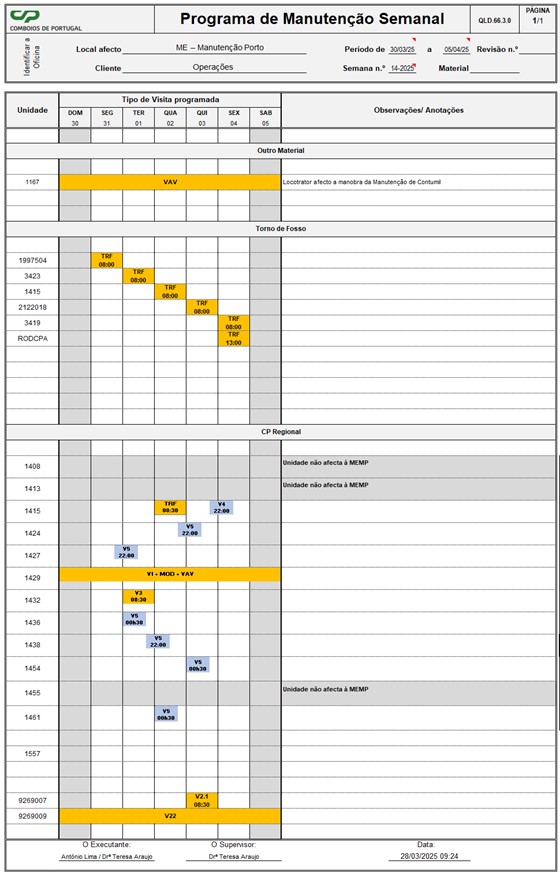 CP
COMBOIOS DE PORTUGAL
Programa de Manutenção Semanal
QLD.66.3.0
PÁGINA
1/1
Identificar a Oficina
Local afecto ME – Manutenção Porto
Período de 30/03/25 a 05/04/25 Revisão n.º
Cliente Operações
Semana n.º 14-2025 Material
Unidade
Tipo de Visita programada
Observações/ Anotações
DOM SEG TER QUA QUI SEX SAB
30 31 01 02 03 04 05
Outro Material
1167 VAV Locotrator afecto a manobra da Manutenção de Contumil
Torno de Fosso
1997504 TRF 08:00
3423 TRF 08:00
1415 TRF 08:00
2122018 TRF 08:00
3419 TRF 08:00
RODCPA TRF 13:00
CP Regional
1408 Unidade não afecta à MEMP
1413 Unidade não afecta à MEMP
1415 TRF 08:30 V4 22:00
1424 V5 22:00
1427 V5 22:00
1429 VI + MOD + VAV
1432 V3 08:30
1436 V5 00h30
1438 V5 22:00
1454 V5 00h30
1455 Unidade não afecta à MEMP
1461 V5 00h30
1557
9269007 V2.1 08:30
9269009 V22
O Executante: O Supervisor: Data:
António Lima / Drª Teresa Araujo Drª Teresa Araujo 28/03/2025 09:24